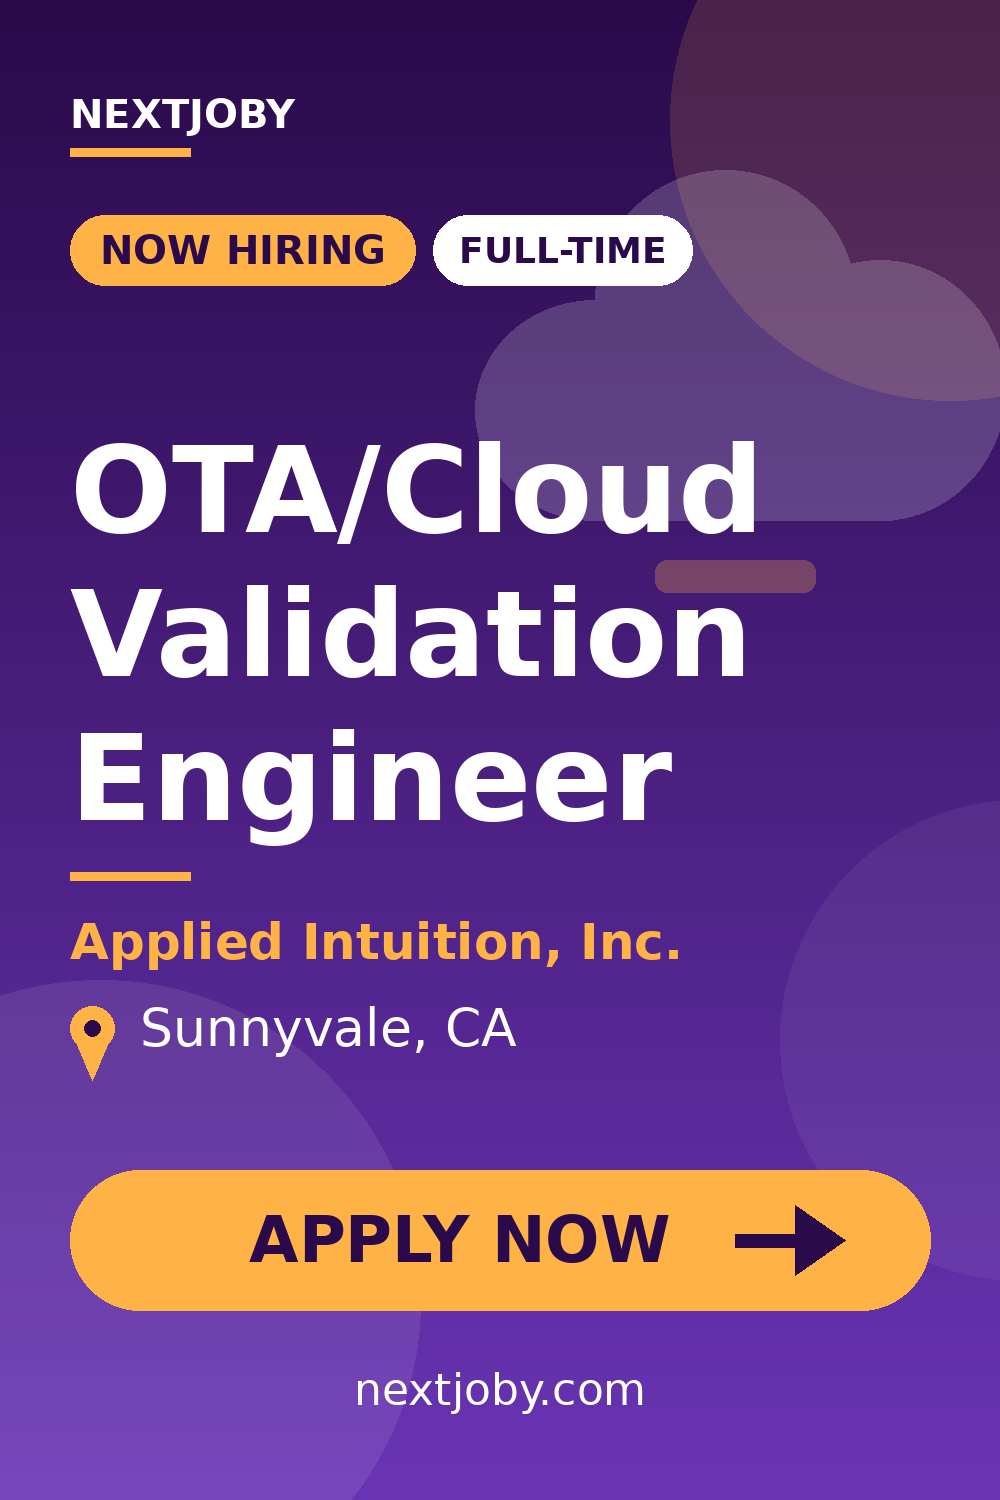 NEXTJOBY
NOW HIRING
FULL-TIME
OTA/Cloud
Validation
Engineer
Applied Intuition, Inc.
Sunnyvale, CA
APPLY NOW
nextjoby.com